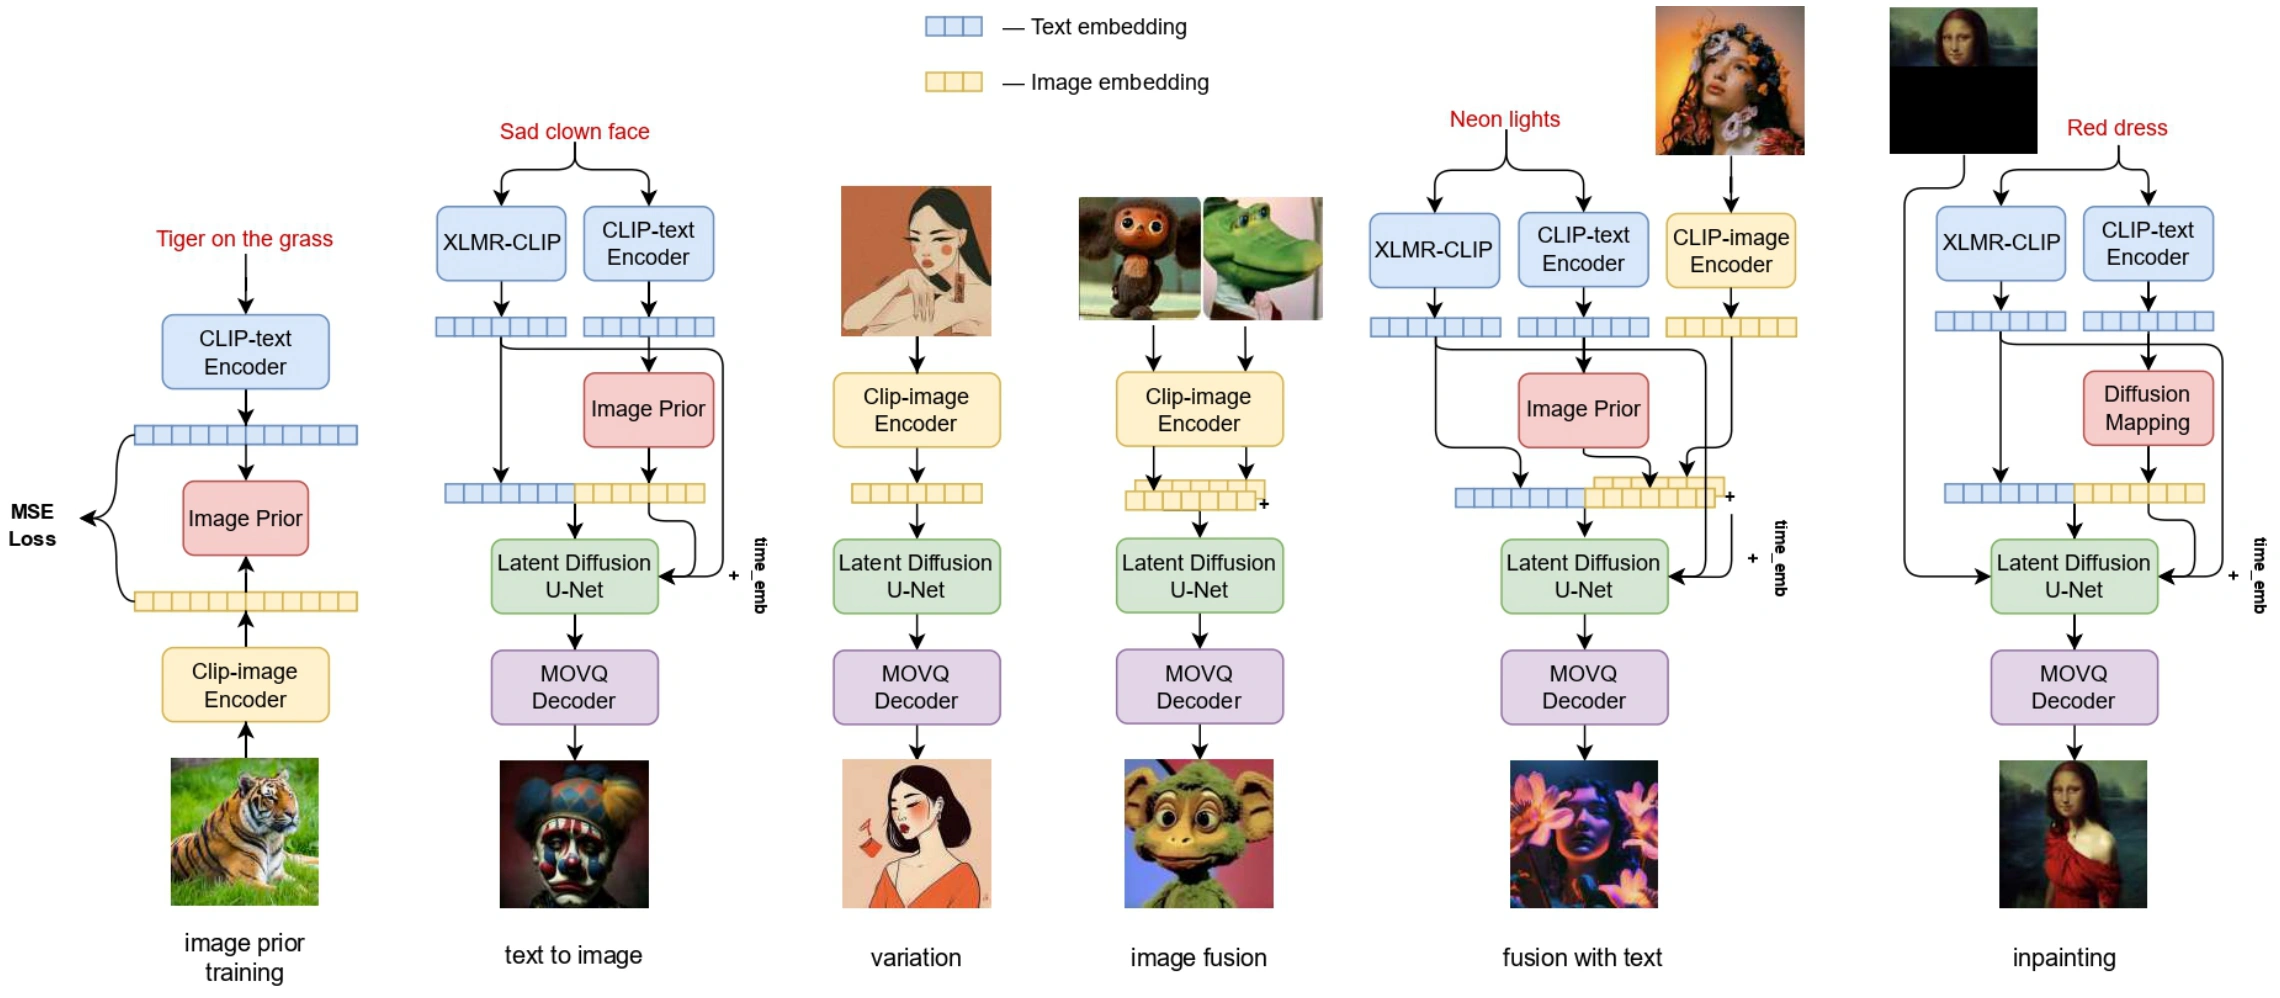 — Text embedding
— Image embedding
Tiger on the grass
CLIP-text
Encoder
MSE
Loss
Image Prior
Clip-image
Encoder
image prior
training
Sad clown face
XLMR-CLIP
CLIP-text
Encoder
Image Prior
Latent Diffusion
U-Net
+
time_emb
MOVQ
Decoder
text to image
Clip-image
Encoder
Latent Diffusion
U-Net
MOVQ
Decoder
variation
Clip-image
Encoder
+
Latent Diffusion
U-Net
MOVQ
Decoder
image fusion
Neon lights
XLMR-CLIP
CLIP-text
Encoder
CLIP-image
Encoder
Image Prior
+
Latent Diffusion
U-Net
+
time_emb
MOVQ
Decoder
fusion with text
Red dress
XLMR-CLIP
CLIP-text
Encoder
Diffusion
Mapping
Latent Diffusion
U-Net
+
time_emb
MOVQ
Decoder
inpainting